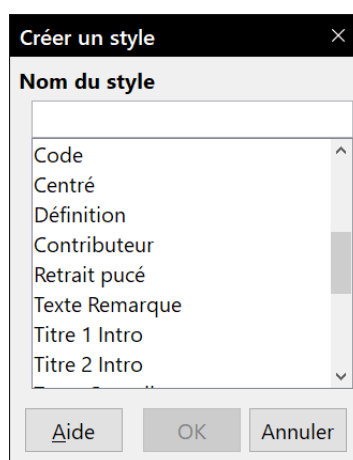 Créer un style
Nom du style
Code
Centré
Définition
Contributeur
Retrait pucé
Texte Remarque
Titre 1 Intro
Titre 2 Intro
Aide OK Annuler